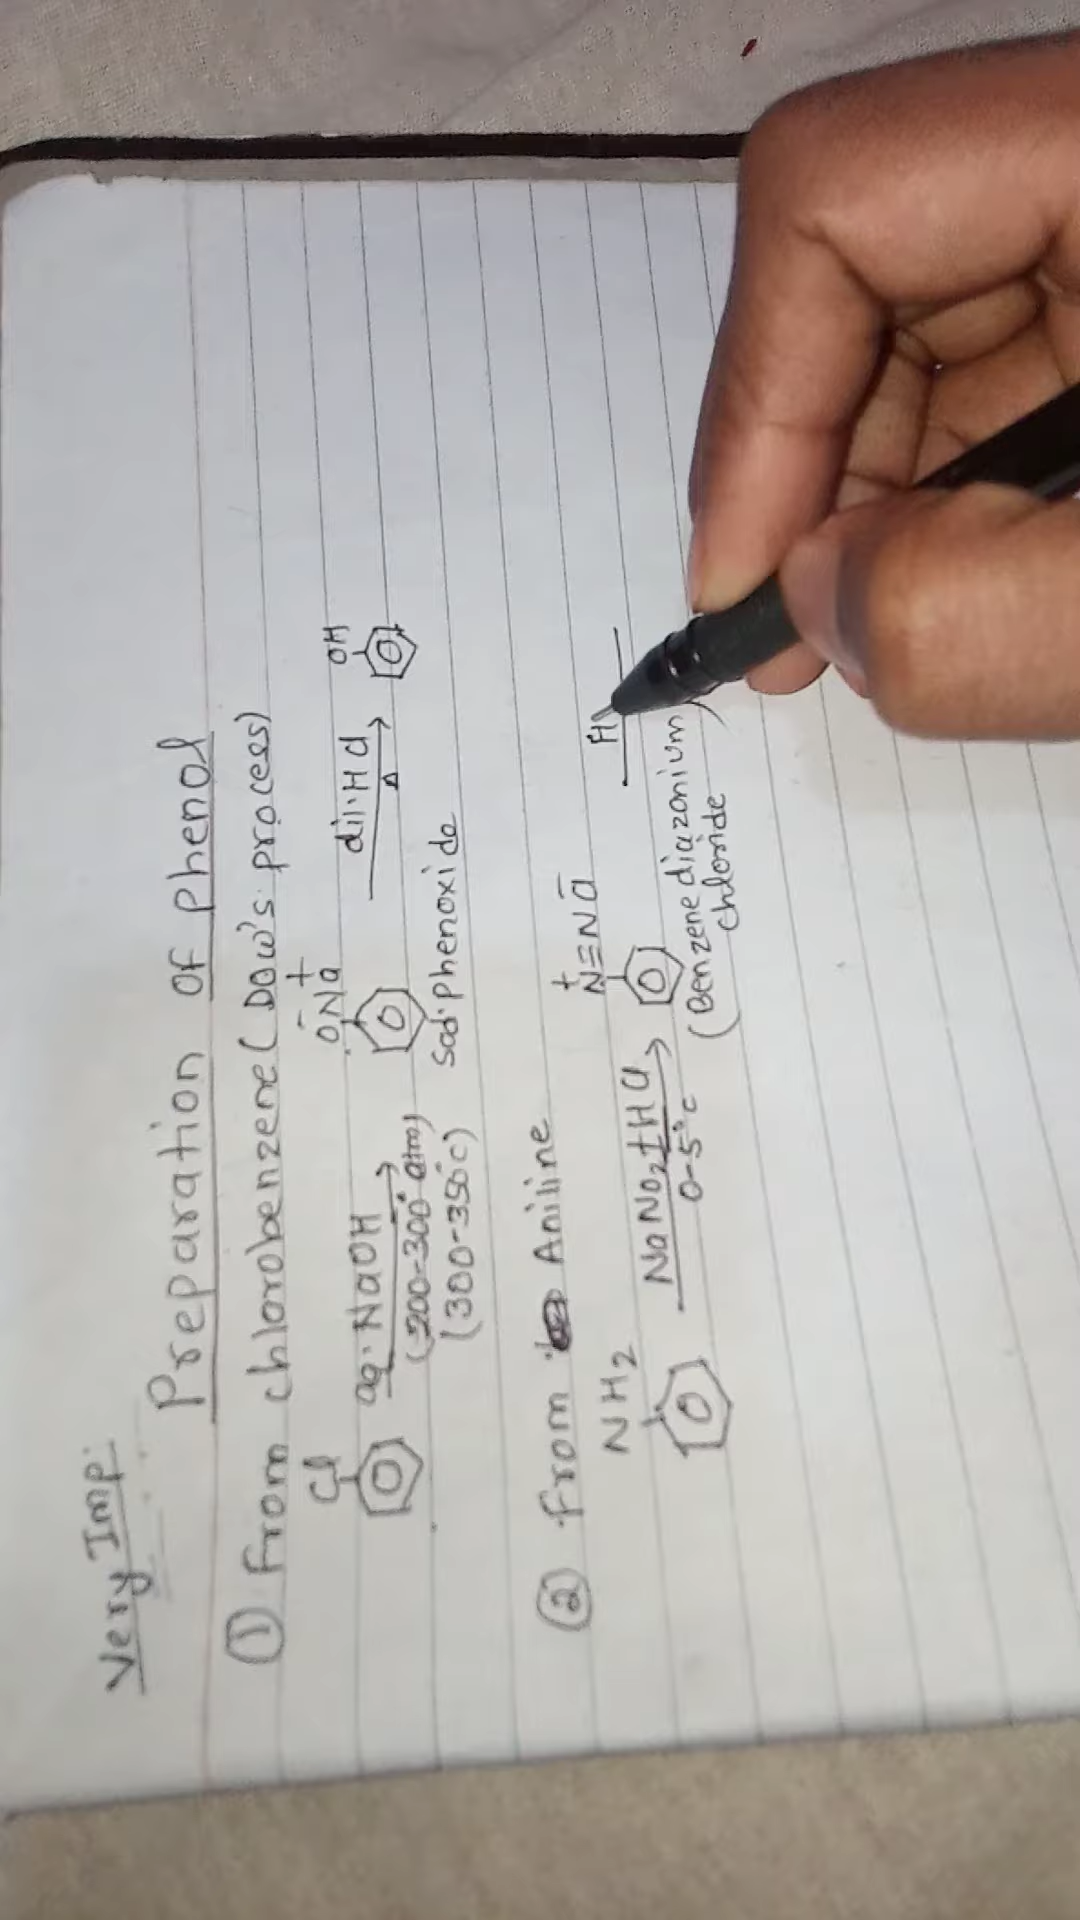 Very Imp:
Preparation of phenol
① From chlorobenzene (Dow's process)
Cl aq. NaOH (200-300° atm) (300-350°c) O⁻Na⁺ Sod. Phenoxide dil. HCl Δ OH
② From Aniline
NH2 NaNO2+HCl 0-5°c N⁺≡NCl⁻ H
(Benzene diazonium
chloride